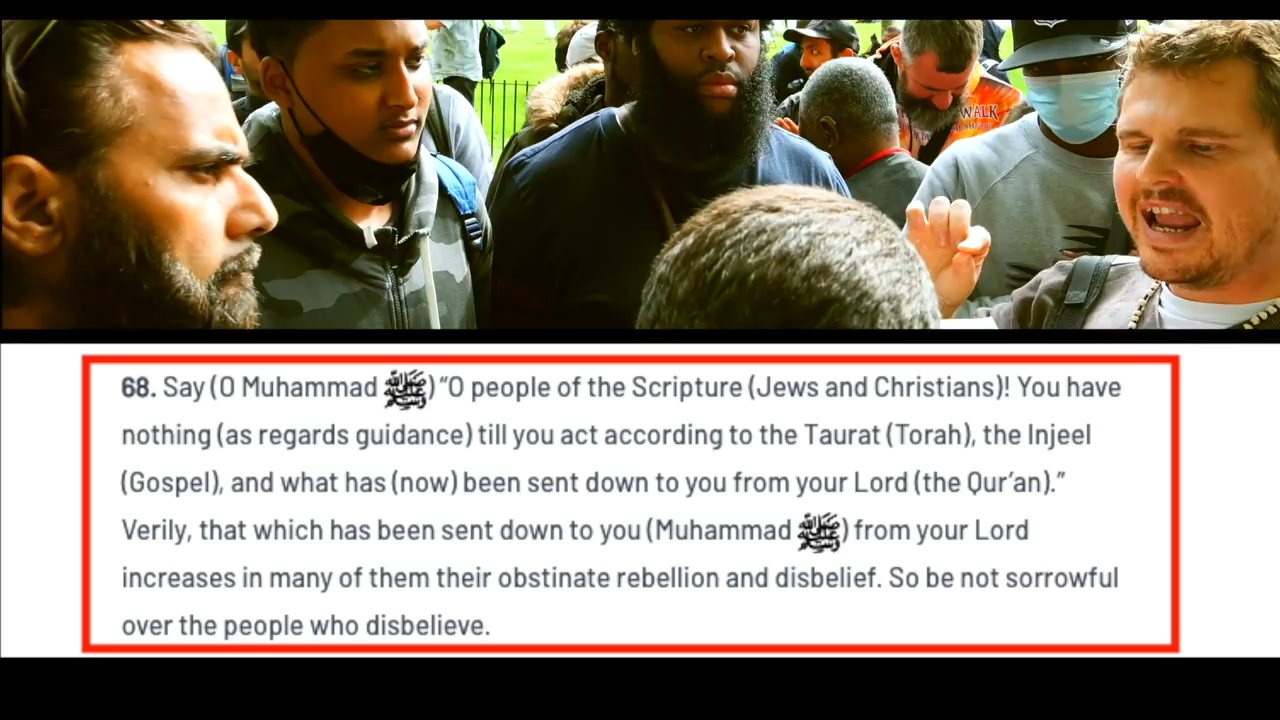 WALK
68. Say (O Muhammad ﷺ) “O people of the Scripture (Jews and Christians)! You have
nothing (as regards guidance) till you act according to the Taurat (Torah), the Injeel
(Gospel), and what has (now) been sent down to you from your Lord (the Qur’an).”
Verily, that which has been sent down to you (Muhammad ﷺ) from your Lord
increases in many of them their obstinate rebellion and disbelief. So be not sorrowful
over the people who disbelieve.